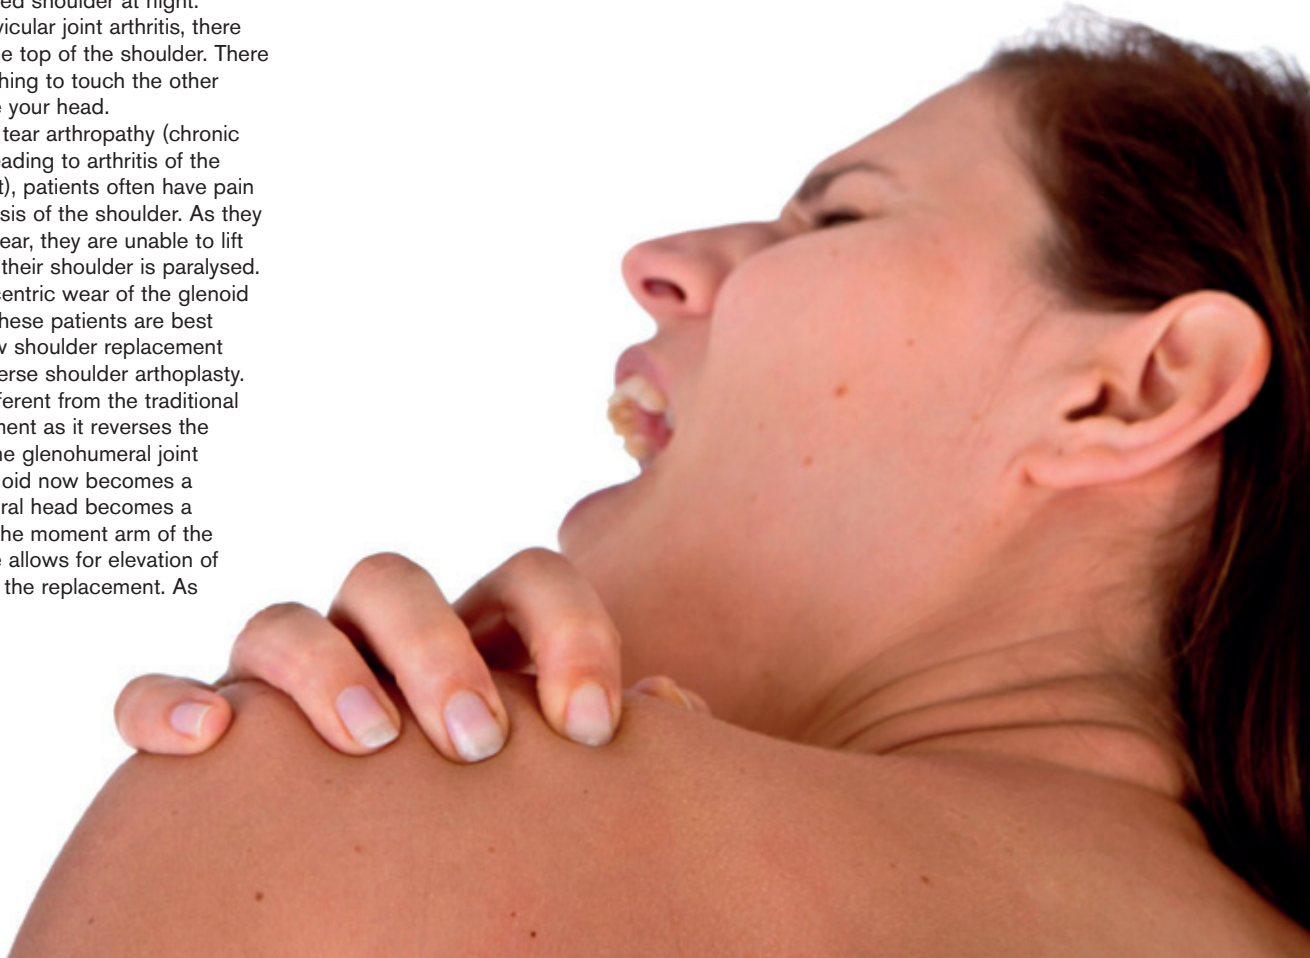 ed shoulder at night.
vicular joint arthritis, there
e top of the shoulder. There
hing to touch the other
e your head.
tear arthropathy (chronic
eading to arthritis of the
t), patients often have pain
sis of the shoulder. As they
ear, they are unable to lift
their shoulder is paralysed.
centric wear of the glenoid
hese patients are best
w shoulder replacement
erse shoulder arthoplasty.
ferent from the traditional
ment as it reverses the
he glenohumeral joint
oid now becomes a
ral head becomes a
he moment arm of the
e allows for elevation of
the replacement. As